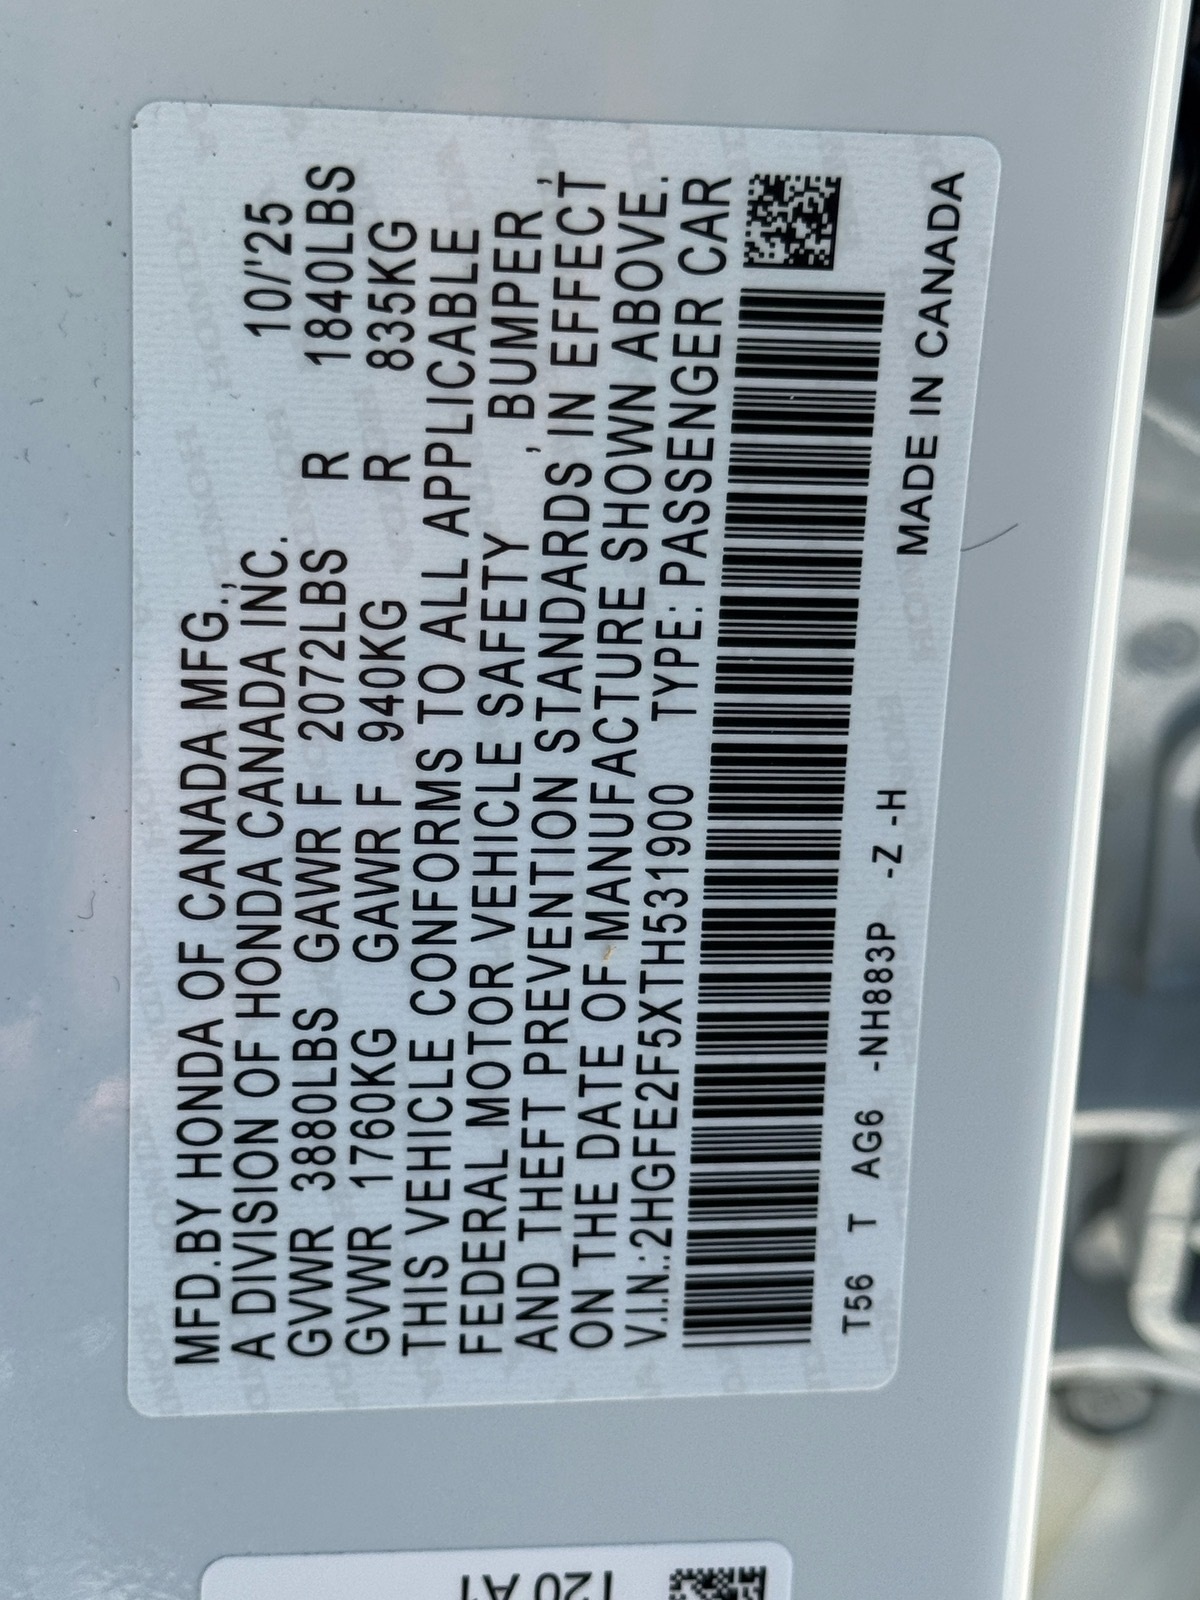 MFD.BY HONDA OF CANADA MFG.,
A DIVISION OF HONDA CANADA INC. 10/'25
GVWR 3880LBS GAWR F 2072LBS R 1840LBS
GVWR 1760KG GAWR F 940KG R 835KG
THIS VEHICLE CONFORMS TO ALL APPLICABLE
FEDERAL MOTOR VEHICLE SAFETY , BUMPER ,
AND THEFT PREVENTION STANDARDS IN EFFECT
ON THE DATE OF MANUFACTURE SHOWN ABOVE.
V.I.N.:2HGFE2F5XTH531900 TYPE: PASSENGER CAR
T56 T AG6 -NH883P -Z -H
MADE IN CANADA